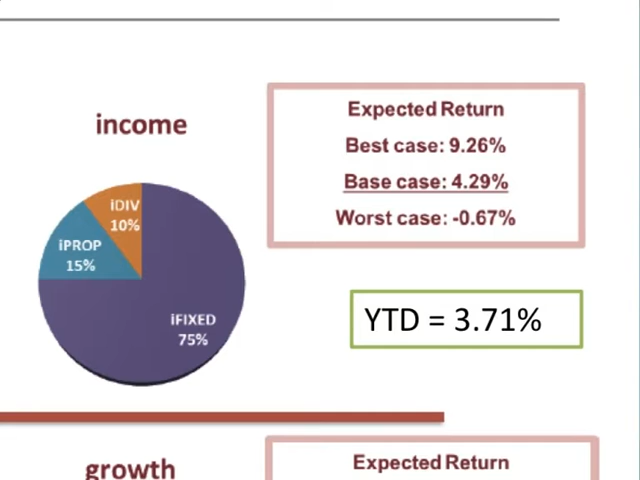 income
Expected Return
Best case: 9.26%
Base case: 4.29%
Worst case: -0.67%
iDIV
10%
iPROP
15%
iFIXED
75%
YTD = 3.71%
growth
Expected Return